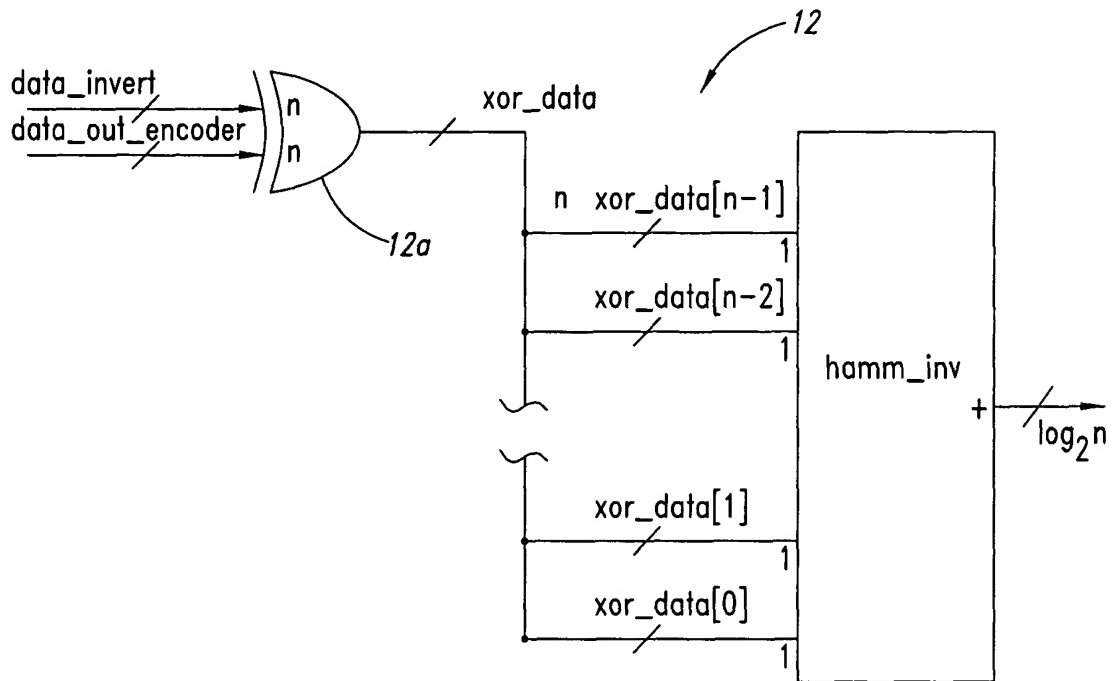 12
data_invert
n
xor_data
data_out_encoder
n
12a
n xor_data[n-1]
1
xor_data[n-2]
1
hamm_inv
+
log2n
xor_data[1]
1
xor_data[0]
1